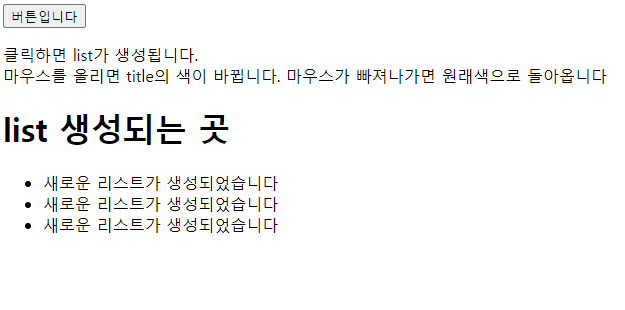 버튼입니다
클릭하면 list가 생성됩니다.
마우스를 올리면 title의 색이 바뀝니다. 마우스가 빠져나가면 원래색으로 돌아옵니다
list 생성되는 곳
새로운 리스트가 생성되었습니다
새로운 리스트가 생성되었습니다
새로운 리스트가 생성되었습니다